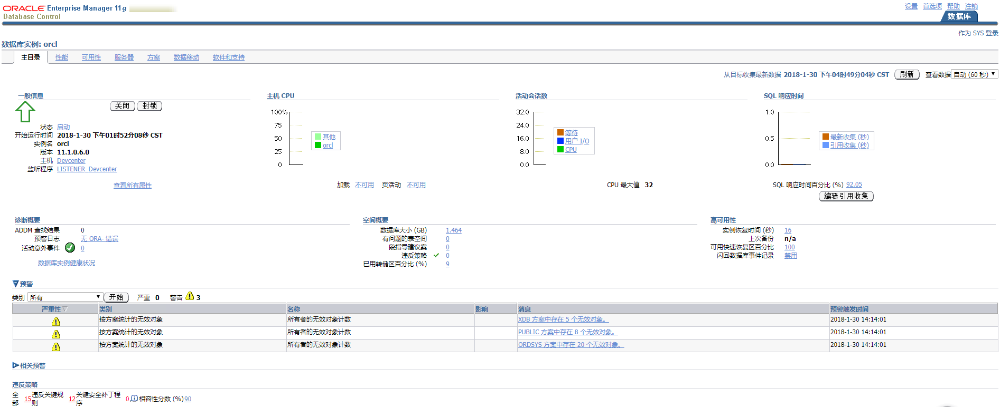 ORACLE Enterprise Manager 11g
Database Control
设置 首选项 帮助 注销
数据库
作为 SYS 登录
数据库实例: orcl
主目录 性能 可用性 服务器 方案 数据移动 软件和支持
从目标收集最新数据 2018-1-30 下午04时49分04秒 CST 刷新 查看数据 自动 (60 秒)
一般信息
关闭 封锁
状态 启动
开始运行时间 2018-1-30 下午01时52分08秒 CST
实例名 orcl
版本 11.1.0.6.0
主机 Devcenter
监听程序 LISTENER_Devcenter
查看所有属性
主机 CPU
100%
75
50
25
0
其他
orcl
加载 不可用 页活动 不可用
活动会话数
32.0
24.0
16.0
8.0
0.0
等待
用户 I/O
CPU
CPU 最大值 32
SQL 响应时间
1.0
0.5
0.0
最新收集 (秒)
引用收集 (秒)
SQL 响应时间百分比 (%) 92.05
编辑引用收集
诊断概要
ADDM 查找结果 0
预警日志 无 ORA- 错误
活动意外事件 0
数据库实例健康状况
空间概要
数据库大小 (GB) 1.464
有问题的表空间 0
段指导建议案 0
违反策略 0
已用转储区百分比 (%) 9
高可用性
实例恢复时间 (秒) 16
上次备份 n/a
可用快速恢复区百分比 100
闪回数据库事件记录 禁用
预警
类别 所有 开始 严重 0 警告 3
严重性 类别 名称 影响 消息 预警触发时间
按方案统计的无效对象 所有者的无效对象计数 XDB 方案中存在 5 个无效对象。 2018-1-30 14:14:01
按方案统计的无效对象 所有者的无效对象计数 PUBLIC 方案中存在 8 个无效对象。 2018-1-30 14:14:01
按方案统计的无效对象 所有者的无效对象计数 ORDSYS 方案中存在 20 个无效对象。 2018-1-30 14:14:01
相关预警
违反策略
全部 15 违反关键规则 12 关键安全补丁程序 0 相容性分数 (%) 90